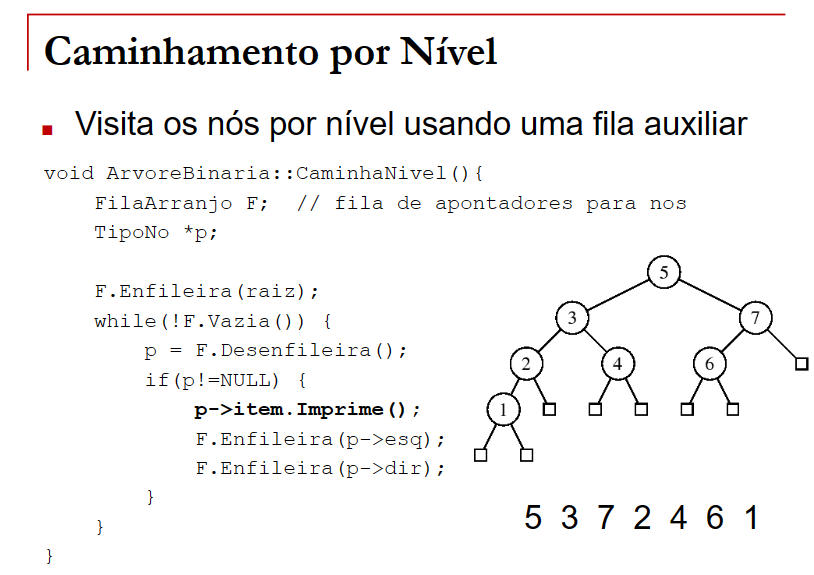 Caminhamento por Nível
Visita os nós por nível usando uma fila auxiliar
void ArvoreBinaria::CaminhaNivel(){
FilaArranjo F;  // fila de apontadores para nos
TipoNo *p;
F.Enfileira(raiz);
while(!F.Vazia()) {
p = F.Desenfileira();
if(p!=NULL) {
p->item.Imprime();
F.Enfileira(p->esq);
F.Enfileira(p->dir);
}
}
}
5
3 7
2 4 6
1
5 3 7 2 4 6 1